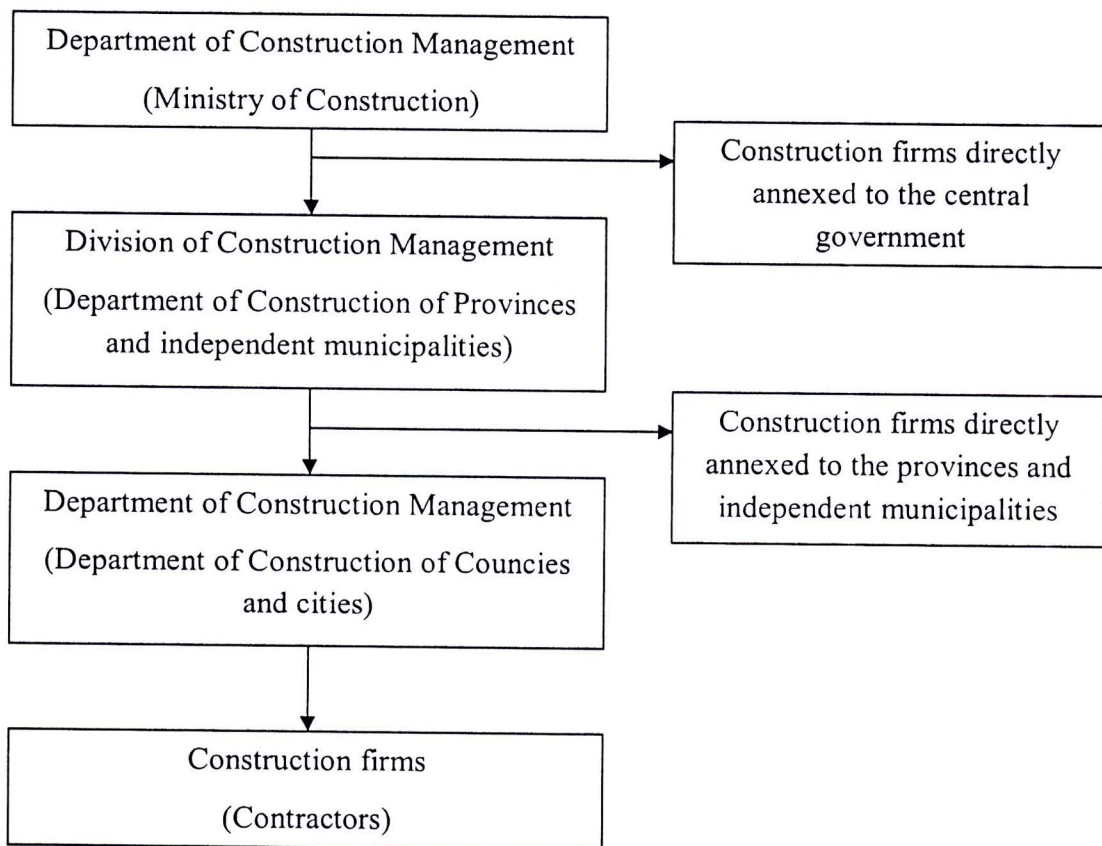 Department of Construction Management
(Ministry of Construction)
Construction firms directly
annexed to the central
government
Division of Construction Management
(Department of Construction of Provinces
and independent municipalities)
Construction firms directly
annexed to the provinces and
independent municipalities
Department of Construction Management
(Department of Construction of Councies
and cities)
Construction firms
(Contractors)